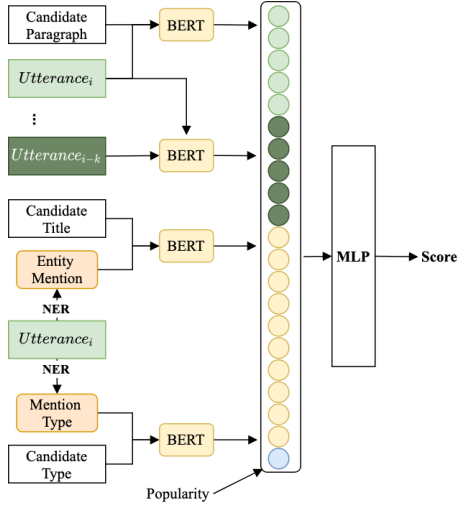 Candidate
Paragraph
BERT
Utterance_i
⋮
Utterance_{i−k}
BERT
Candidate
Title
BERT
Entity
Mention
NER
Utterance_i
NER
Mention
Type
BERT
Candidate
Type
Popularity
MLP
Score